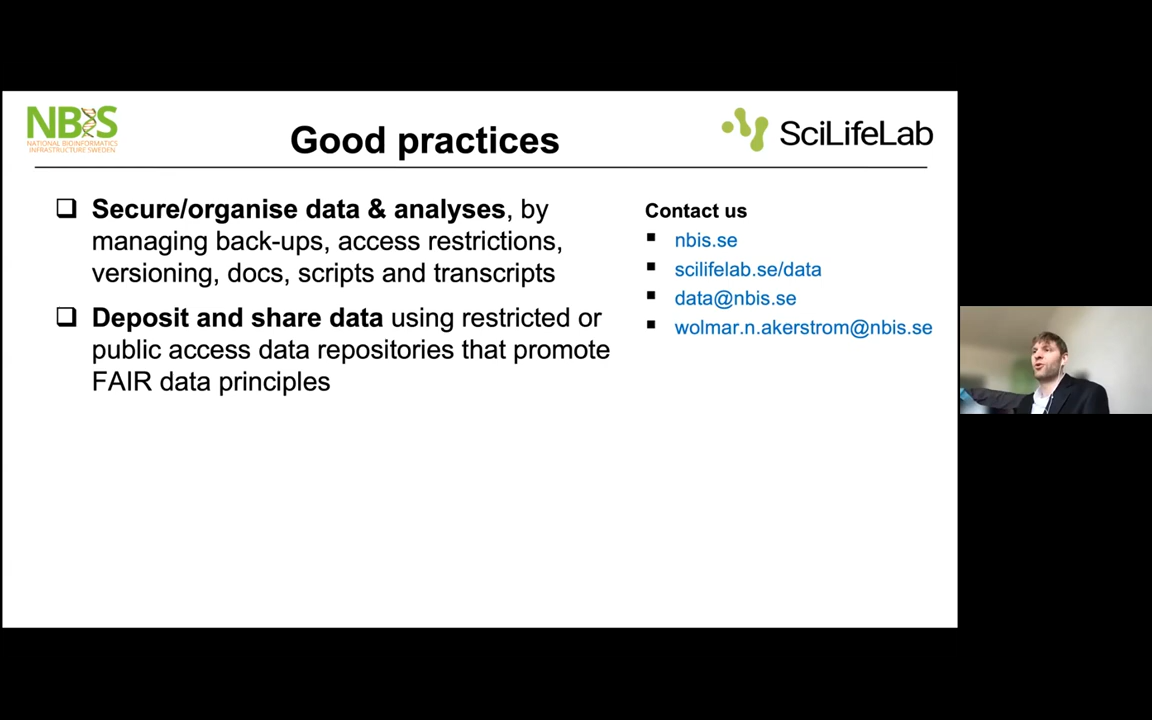 NBIS
NATIONAL BIOINFORMATICS
INFRASTRUCTURE SWEDEN
Good practices
SciLifeLab
Secure/organise data & analyses, by
managing back-ups, access restrictions,
versioning, docs, scripts and transcripts
Deposit and share data using restricted or
public access data repositories that promote
FAIR data principles
Contact us
nbis.se
scilifelab.se/data
data@nbis.se
wolmar.n.akerstrom@nbis.se